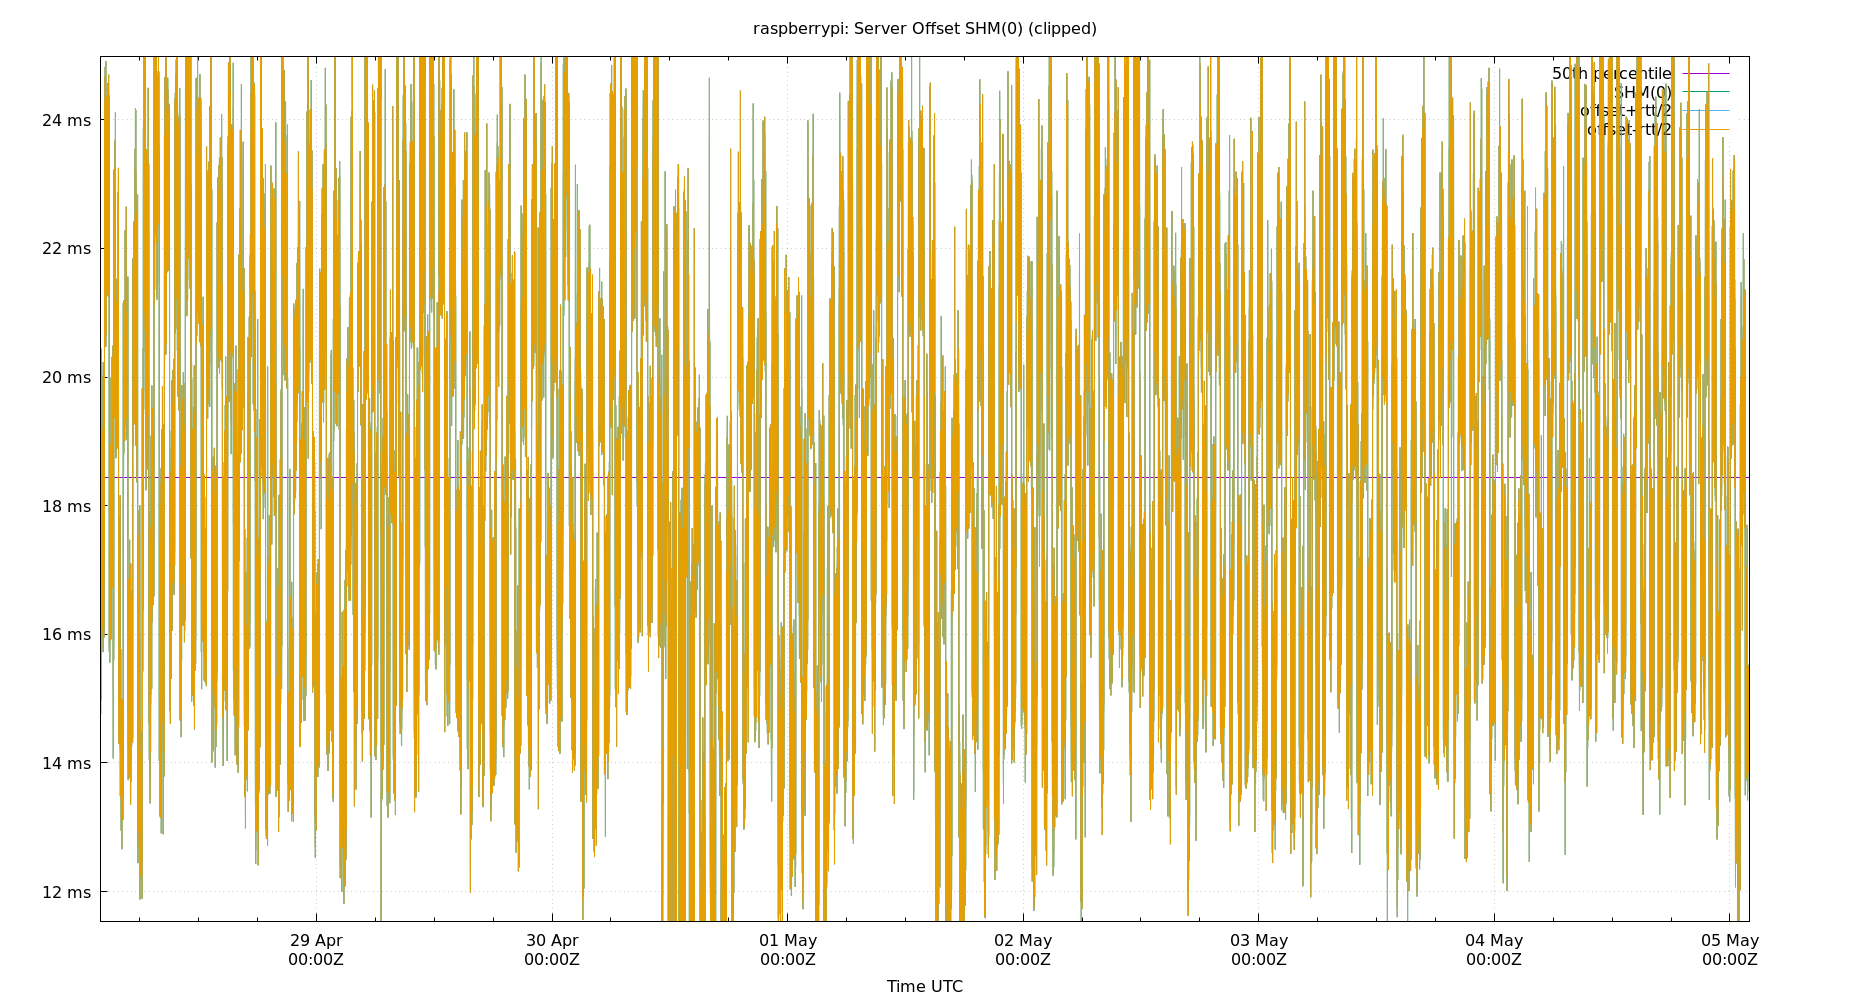 raspberrypi: Server Offset SHM(0) (clipped)
50th percentile
SHM(0)
offset+rtt/2
offset-rtt/2
24 ms
22 ms
20 ms
18 ms
16 ms
14 ms
12 ms
29 Apr 30 Apr 01 May 02 May 03 May 04 May 05 May
00:00Z 00:00Z 00:00Z 00:00Z 00:00Z 00:00Z 00:00Z
Time UTC